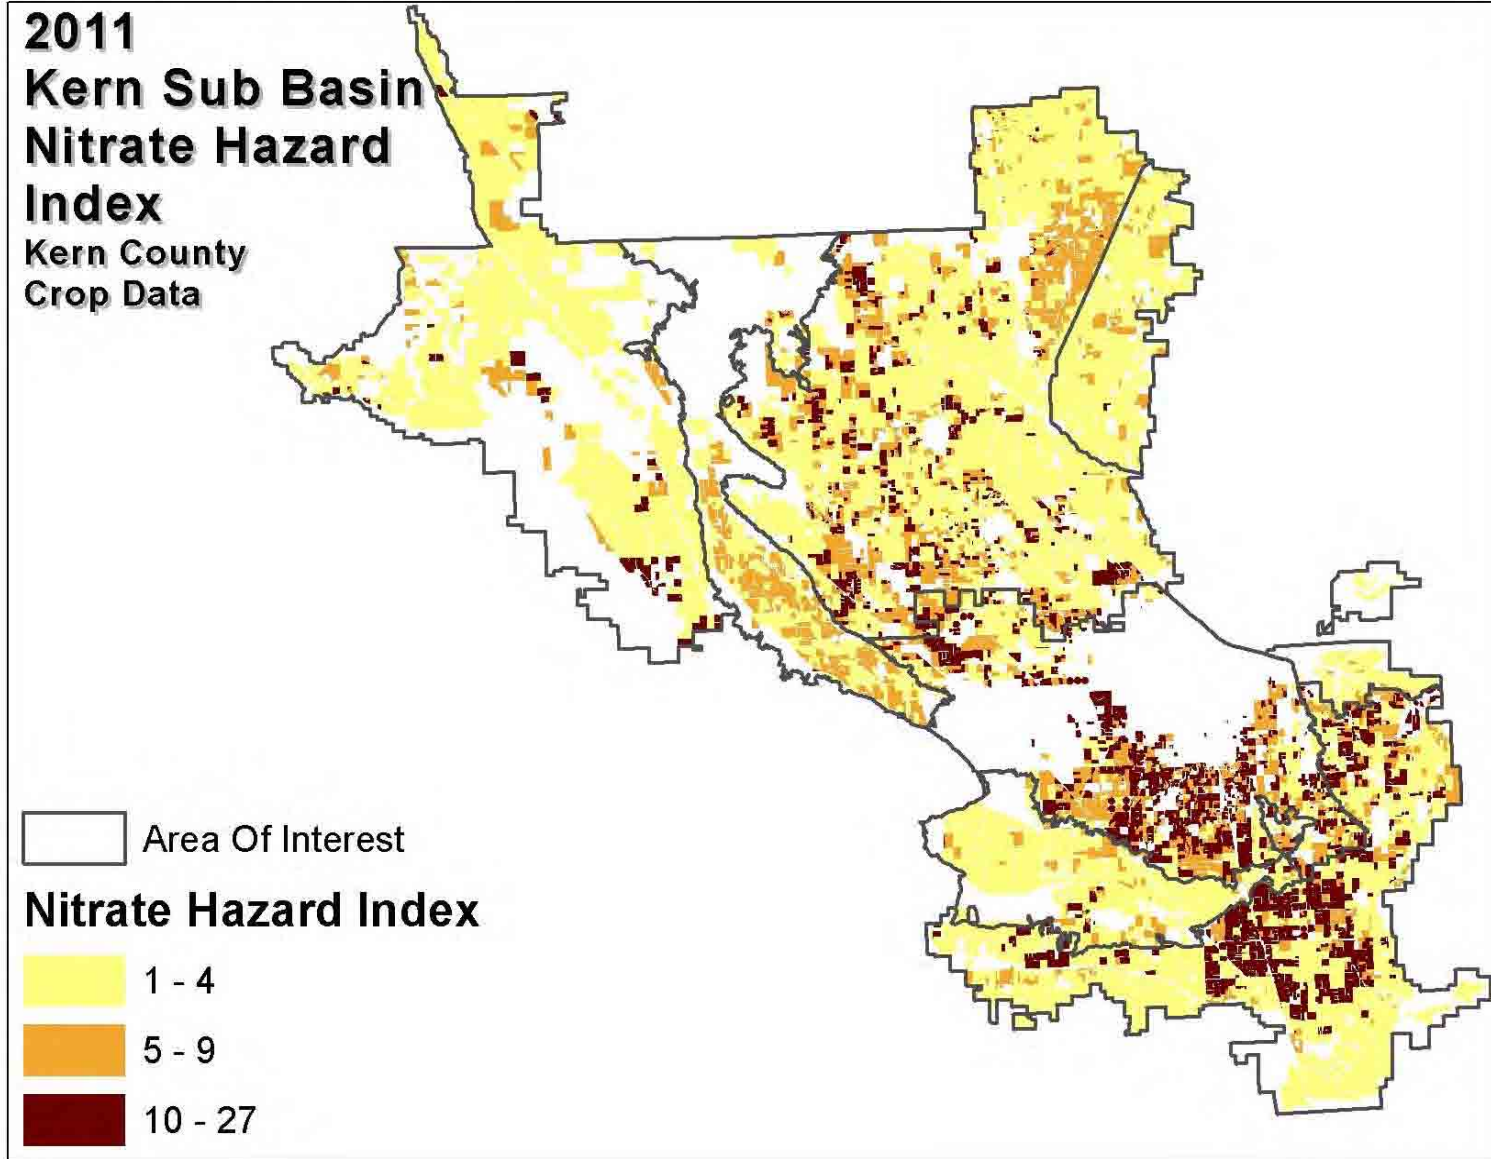 2011
Kern Sub Basin
Nitrate Hazard
Index
Kern County
Crop Data
Area Of Interest
Nitrate Hazard Index
1 - 4
5 - 9
10 - 27